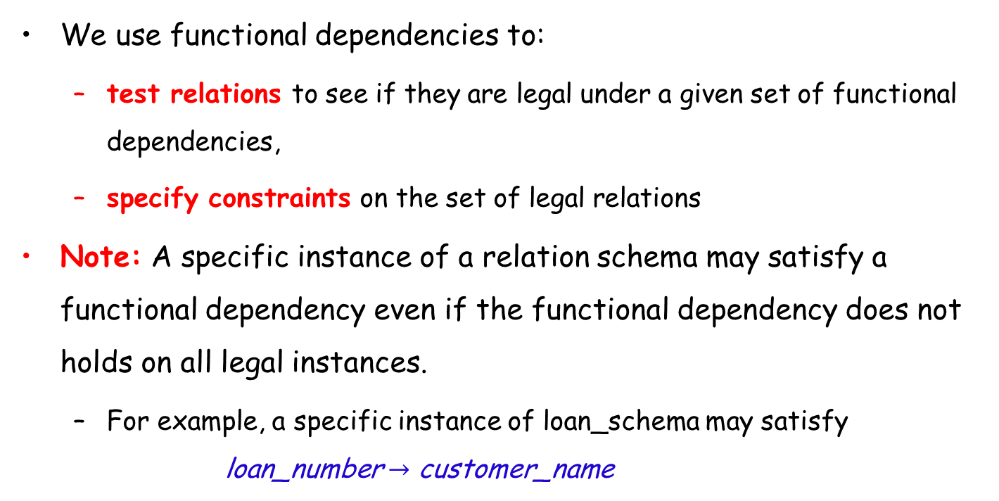 • We use functional dependencies to:
– test relations to see if they are legal under a given set of functional
dependencies,
– specify constraints on the set of legal relations
• Note: A specific instance of a relation schema may satisfy a
functional dependency even if the functional dependency does not
holds on all legal instances.
– For example, a specific instance of loan_schema may satisfy
loan_number → customer_name